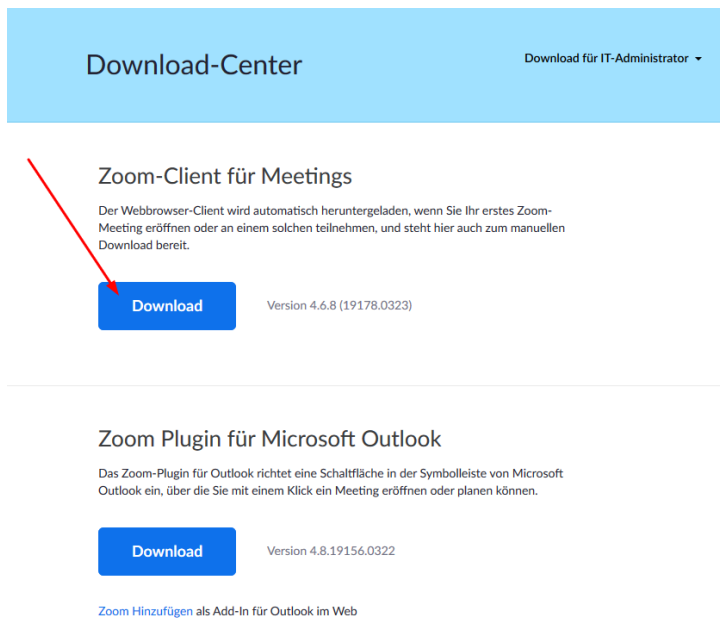 Download-Center
Download für IT-Administrator
Zoom-Client für Meetings
Der Webbrowser-Client wird automatisch heruntergeladen, wenn Sie Ihr erstes Zoom-
Meeting eröffnen oder an einem solchen teilnehmen, und steht hier auch zum manuellen
Download bereit.
Download
Version 4.6.8 (19178.0323)
Zoom Plugin für Microsoft Outlook
Das Zoom-Plugin für Outlook richtet eine Schaltfläche in der Symbolleiste von Microsoft
Outlook ein, über die Sie mit einem Klick ein Meeting eröffnen oder planen können.
Download
Version 4.8.19156.0322
Zoom Hinzufügen als Add-In für Outlook im Web